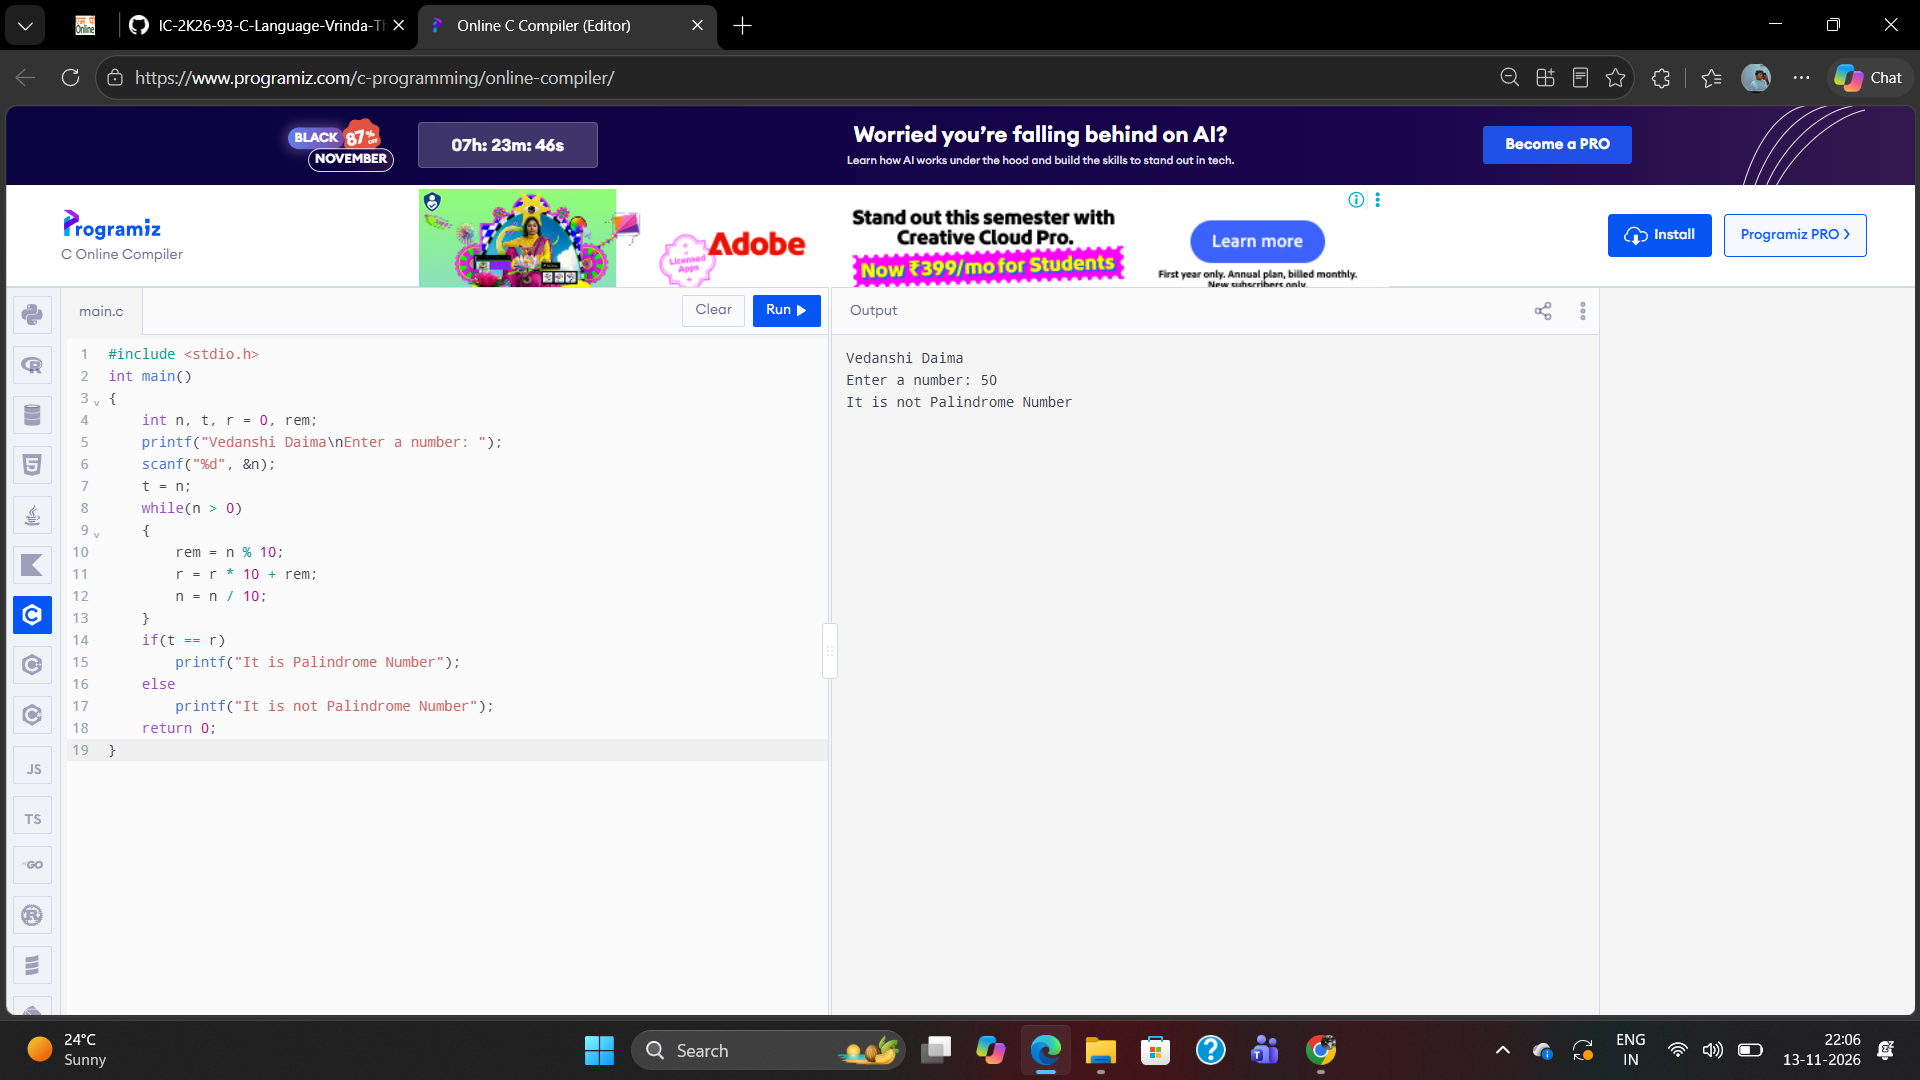 IC-2K26-93-C-Language-Vrinda-Th
Online C Compiler (Editor)
https://www.programiz.com/c-programming/online-compiler/
Chat
BLACK 87% OFF
NOVEMBER
07h: 23m: 46s
Worried you're falling behind on AI?
Learn how AI works under the hood and build the skills to stand out in tech.
Become a PRO
Programiz
C Online Compiler
Licensed Apps
Adobe
Stand out this semester with
Creative Cloud Pro.
Now ₹399/mo for Students
Learn more
First year only. Annual plan, billed monthly.
New subscribers only.
Install
Programiz PRO >
main.c
Clear
Run
Output
1 #include <stdio.h>
2 int main()
3 {
4     int n, t, r = 0, rem;
5     printf("Vedanshi Daima\nEnter a number: ");
6     scanf("%d", &n);
7     t = n;
8     while(n > 0)
9     {
10         rem = n % 10;
11         r = r * 10 + rem;
12         n = n / 10;
13     }
14     if(t == r)
15         printf("It is Palindrome Number");
16     else
17         printf("It is not Palindrome Number");
18     return 0;
19 }
Vedanshi Daima
Enter a number: 50
It is not Palindrome Number
JS
TS
GO
24°C
Sunny
Search
ENG
IN
22:06
13-11-2026